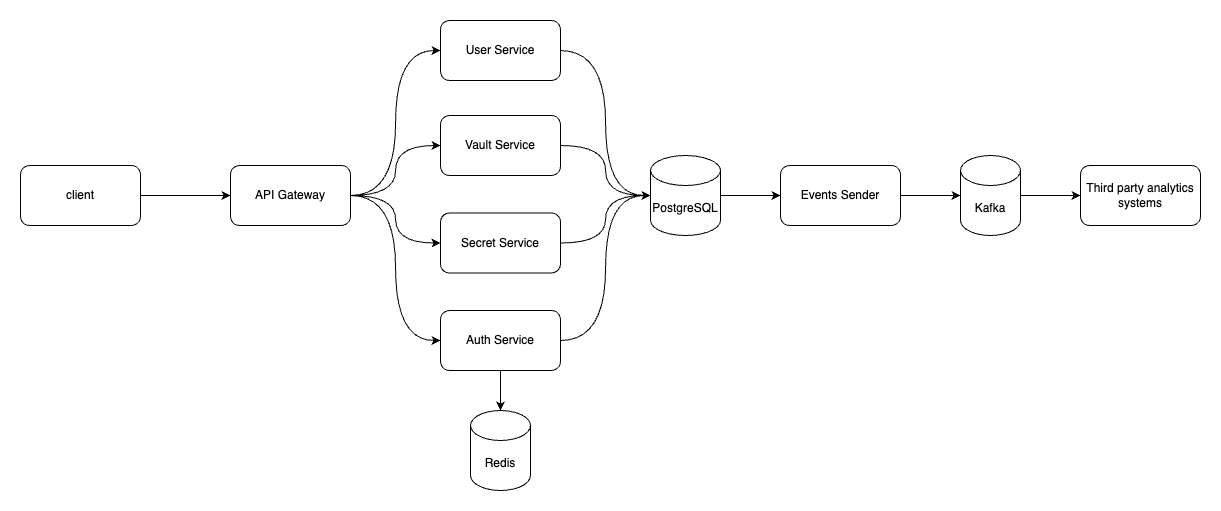 User Service
Vault Service
client
API Gateway
PostgreSQL
Events Sender
Kafka
Third party analytics
systems
Secret Service
Auth Service
Redis